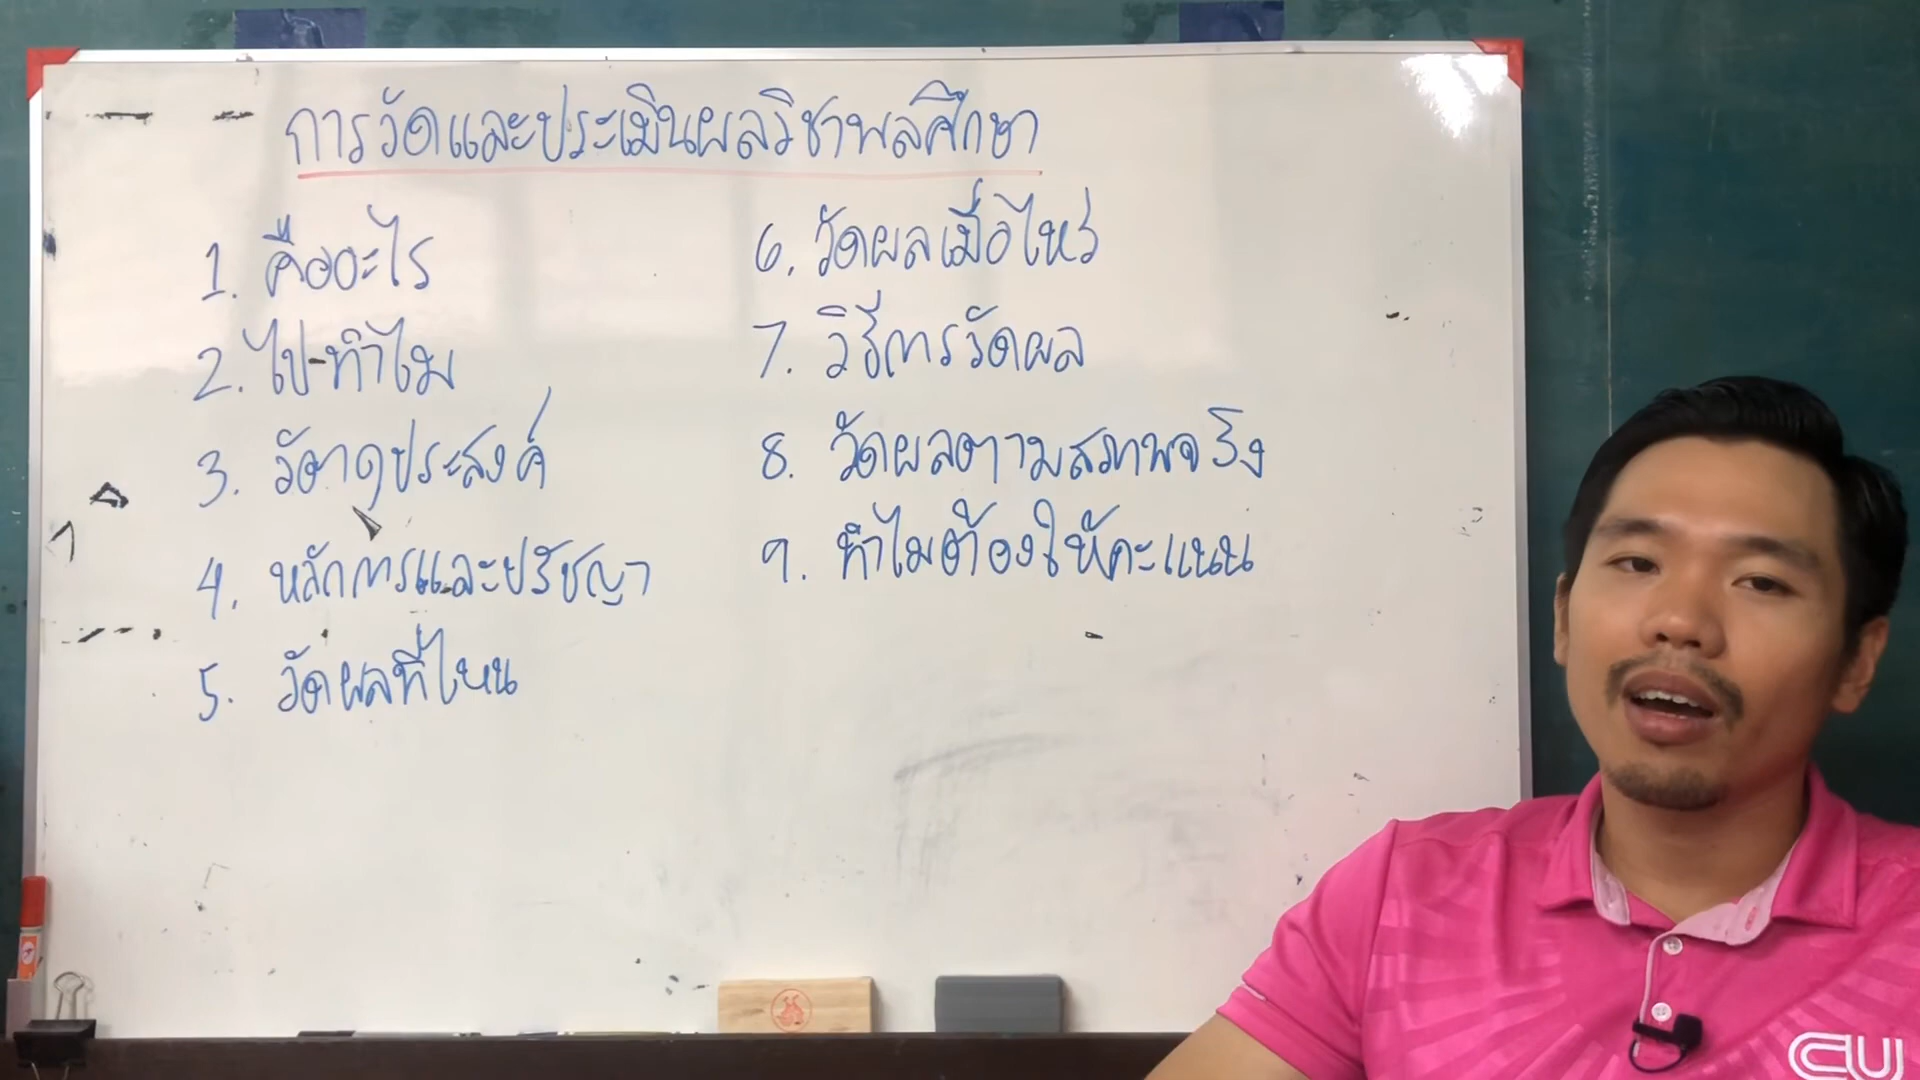 การวัดและประเมินผลวิชาพลศึกษา
1. คืออะไร
2. ไปทำไม
3. วัตถุประสงค์
4. หลักการและปรัชญา
5. วัดผลที่ไหน
6. วัดผลเมื่อไหร่
7. วิธีการวัดผล
8. วัดผลตามสภาพจริง
9. ทำไมต้องให้คะแนน
CU